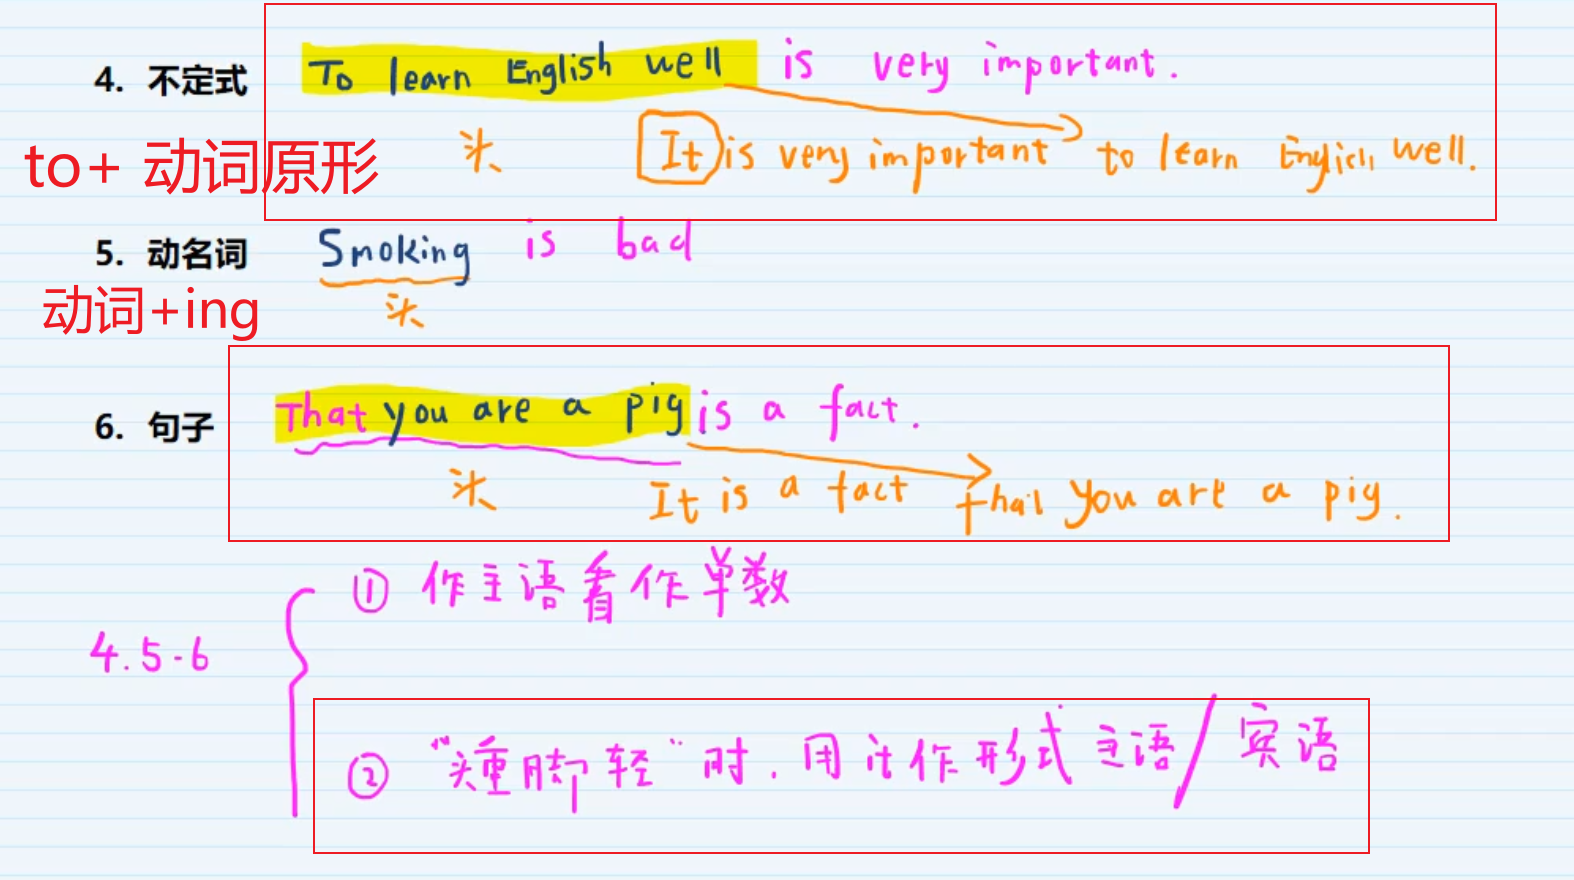 4. 不定式 To learn English well is very important.
头 It is very important to learn English well.
to+ 动词原形
5. 动名词 Smoking is bad
动词+ing 头
6. 句子 That you are a pig is a fact.
头 It is a fact that you are a pig.
① 作主语看作单数
4.5-6
② “头重脚轻”时,用it作形式主语/宾语